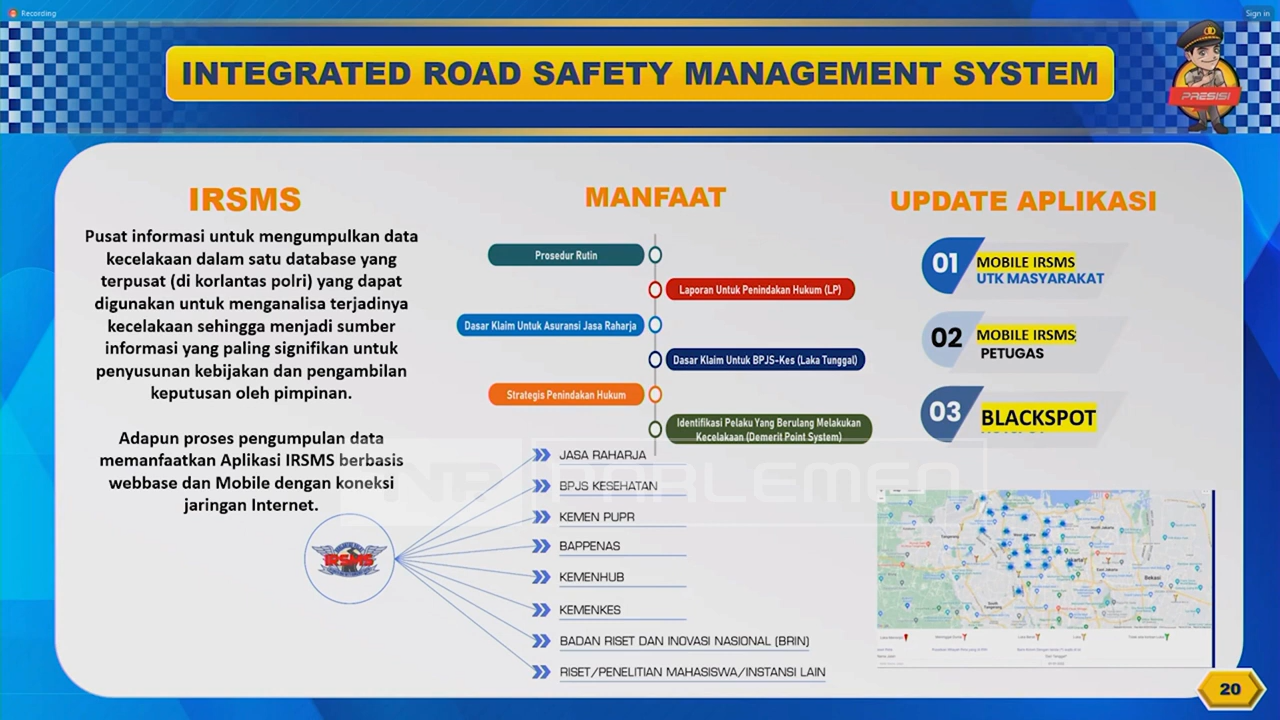 Recording
Sign in
INTEGRATED ROAD SAFETY MANAGEMENT SYSTEM
PRESISI
IRSMS
Pusat informasi untuk mengumpulkan data
kecelakaan dalam satu database yang
terpusat (di korlantas polri) yang dapat
digunakan untuk menganalisa terjadinya
kecelakaan sehingga menjadi sumber
informasi yang paling signifikan untuk
penyusunan kebijakan dan pengambilan
keputusan oleh pimpinan.
Adapun proses pengumpulan data
memanfaatkan Aplikasi IRSMS berbasis
webbase dan Mobile dengan koneksi
jaringan Internet.
IRSMS
MANFAAT
Prosedur Rutin
Laporan Untuk Penindakan Hukum (LP)
Dasar Klaim Untuk Asuransi Jasa Raharja
Dasar Klaim Untuk BPJS-Kes (Laka Tunggal)
Strategis Penindakan Hukum
Identifikasi Pelaku Yang Berulang Melakukan
Kecelakaan (Demerit Point System)
JASA RAHARJA
BPJS KESEHATAN
KEMEN PUPR
BAPPENAS
KEMENHUB
KEMENKES
BADAN RISET DAN INOVASI NASIONAL (BRIN)
RISET/PENELITIAN MAHASISWA/INSTANSI LAIN
PARLEMEN
UPDATE APLIKASI
01
MOBILE IRSMS
UTK MASYARAKAT
02
MOBILE IRSMS;
PETUGAS
03
BLACKSPOT
Tangerang
Jakarta
Bekasi
South
Tangerang
20